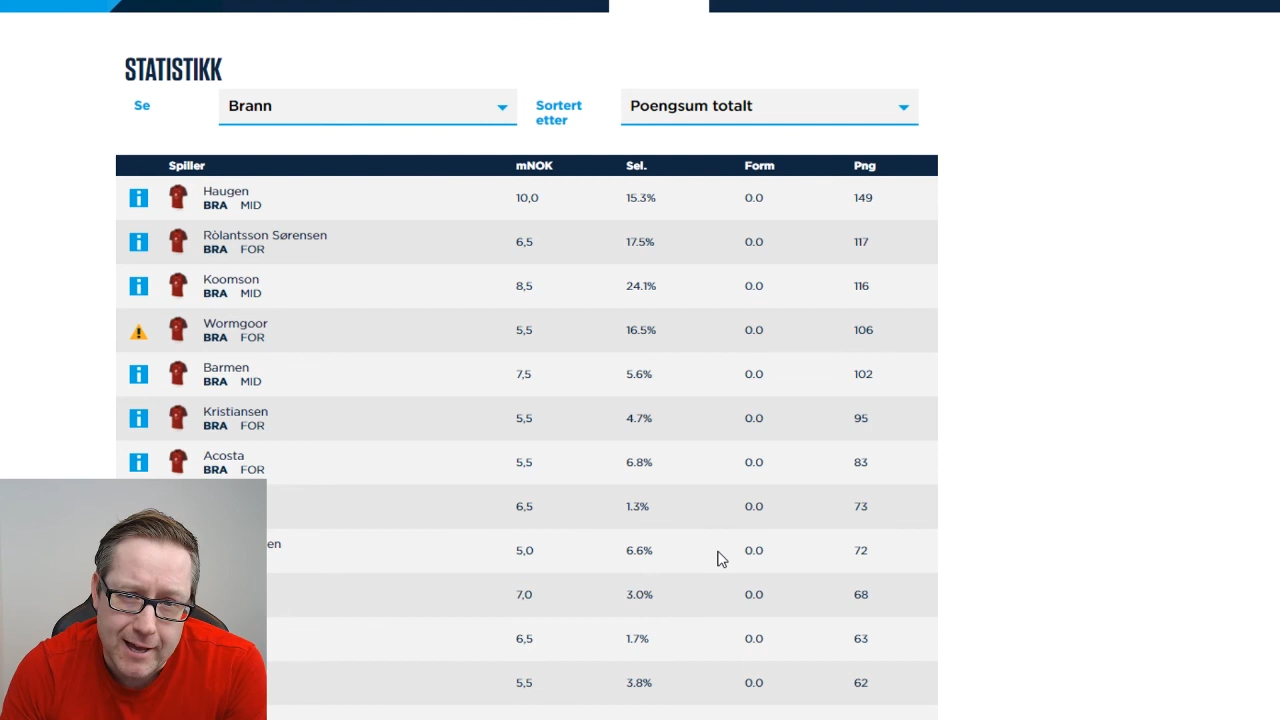 STATISTIKK
Se Brann Sortert etter Poengsum totalt
Spiller mNOK Sel. Form Png
Haugen
BRA MID 10,0 15.3% 0.0 149
Ròlantsson Sørensen
BRA FOR 6,5 17.5% 0.0 117
Koomson
BRA MID 8,5 24.1% 0.0 116
Wormgoor
BRA FOR 5,5 16.5% 0.0 106
Barmen
BRA MID 7,5 5.6% 0.0 102
Kristiansen
BRA FOR 5,5 4.7% 0.0 95
Acosta
BRA FOR 5,5 6.8% 0.0 83
6,5 1.3% 0.0 73
en 5,0 6.6% 0.0 72
7,0 3.0% 0.0 68
6,5 1.7% 0.0 63
5,5 3.8% 0.0 62